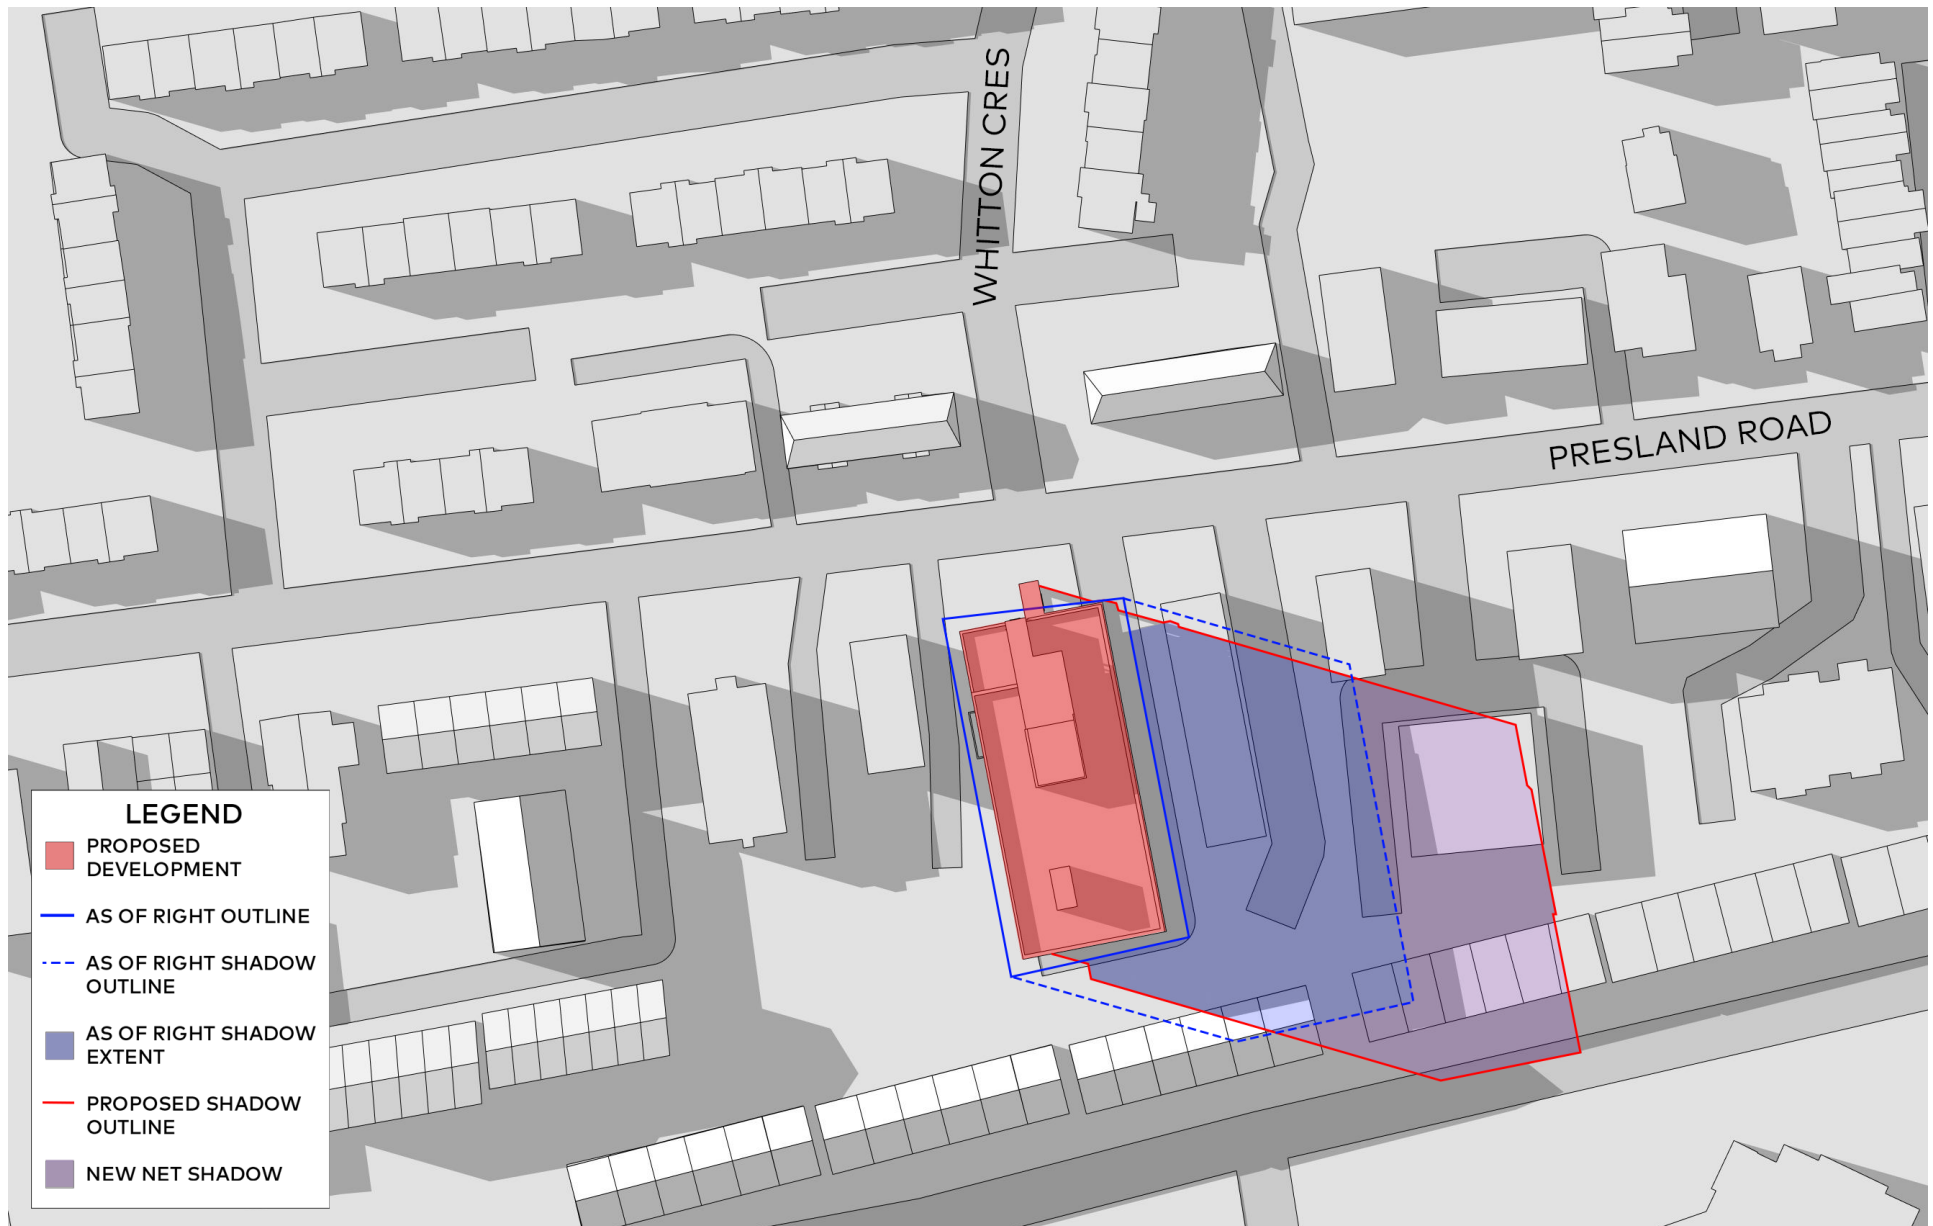 WHITTON CRES
PRESLAND ROAD
LEGEND
PROPOSED
DEVELOPMENT
AS OF RIGHT OUTLINE
AS OF RIGHT SHADOW
OUTLINE
AS OF RIGHT SHADOW
EXTENT
PROPOSED SHADOW
OUTLINE
NEW NET SHADOW